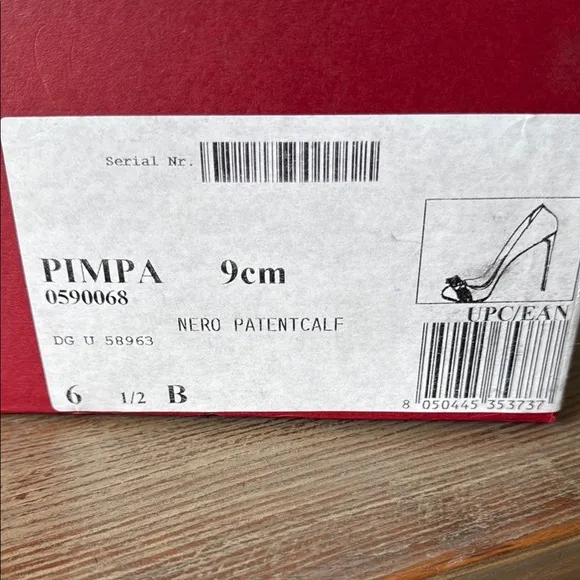 Serial Nr.
PIMPA 9cm
0590068
NERO PATENTCALF
DG U 58963
UPC/EAN
6 1/2 B
8 050445 353737